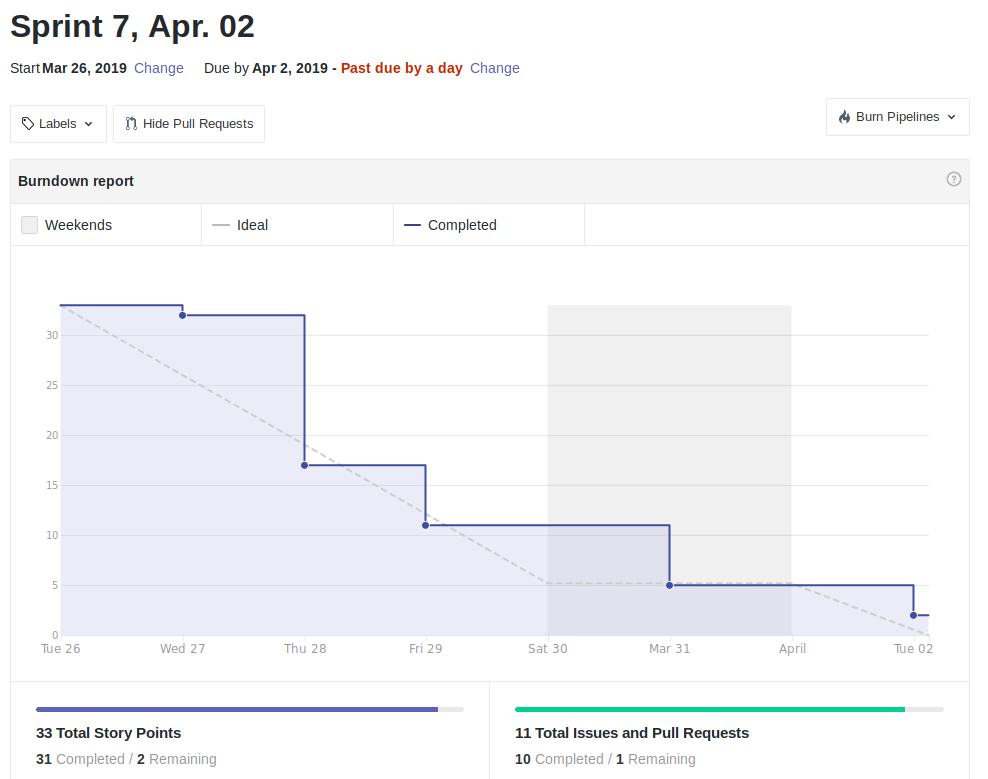 Sprint 7, Apr. 02
Start Mar 26, 2019 Change Due by Apr 2, 2019 - Past due by a day Change
Labels Hide Pull Requests Burn Pipelines
Burndown report ?
Weekends Ideal Completed
30
25
20
15
10
5
0
Tue 26 Wed 27 Thu 28 Fri 29 Sat 30 Mar 31 April Tue 02
33 Total Story Points
31 Completed / 2 Remaining
11 Total Issues and Pull Requests
10 Completed / 1 Remaining